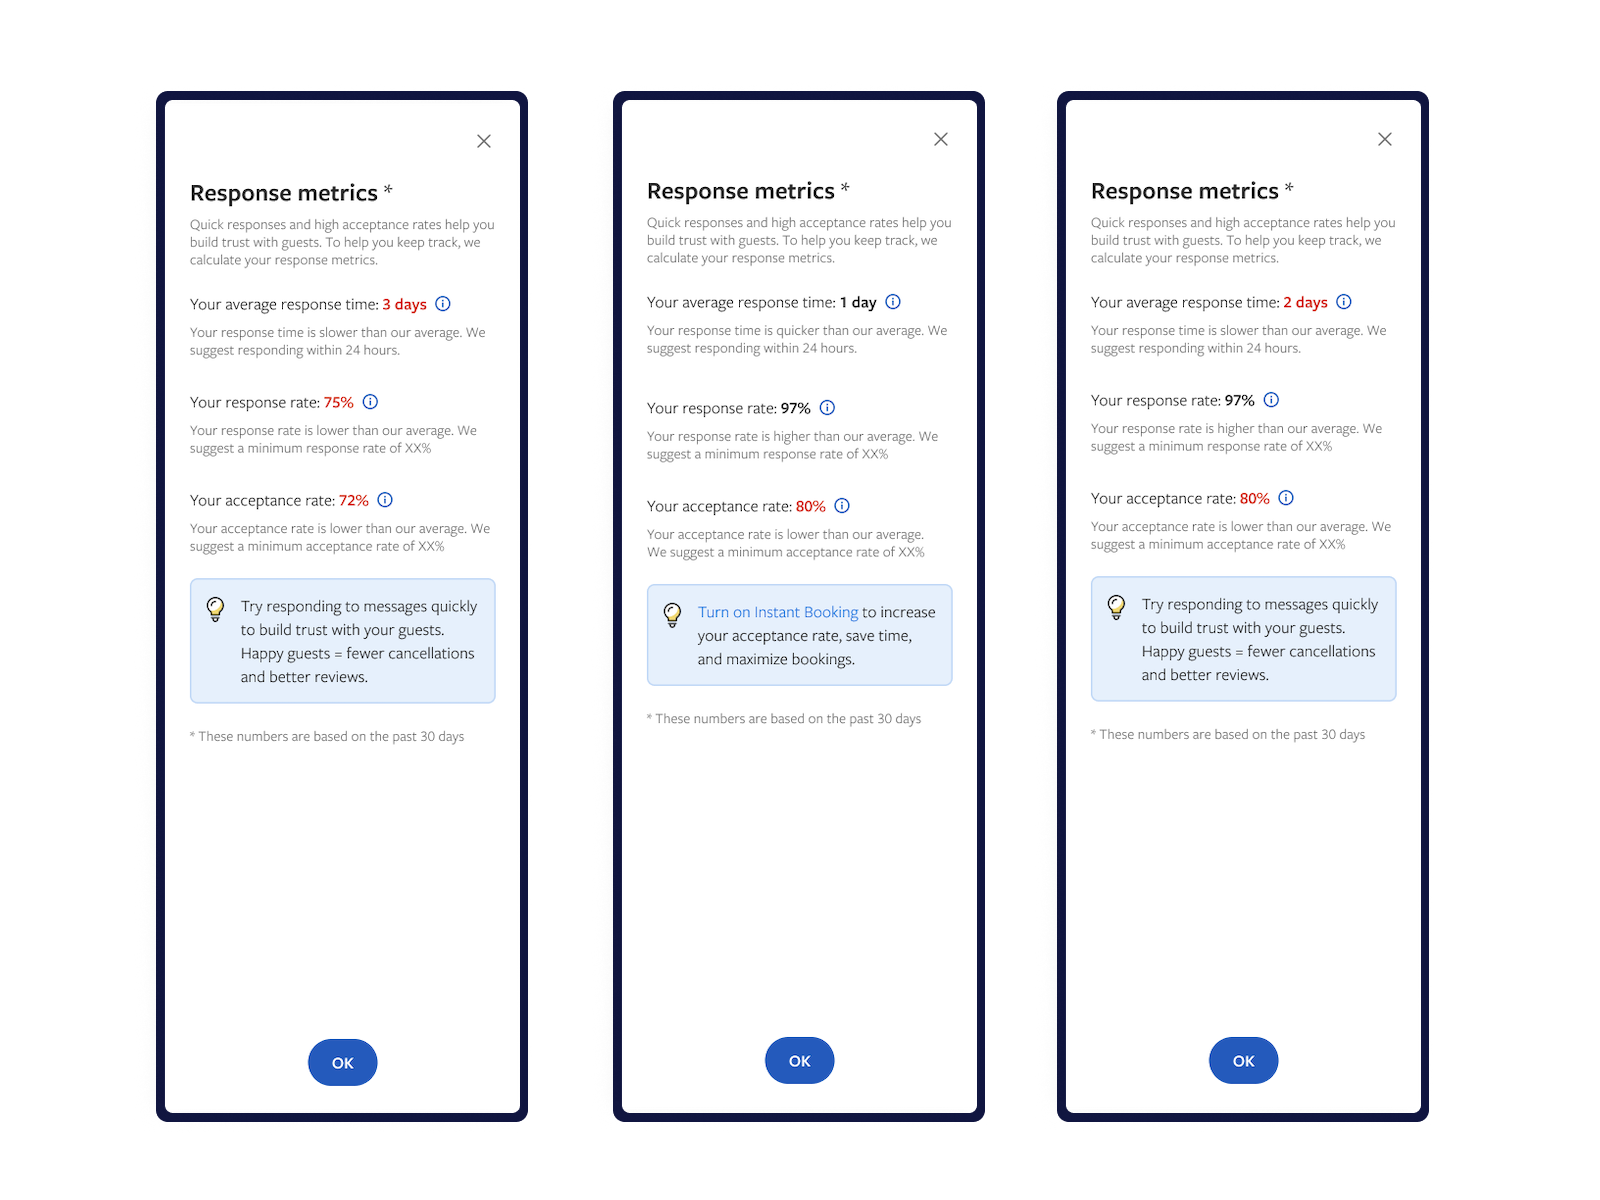 Response metrics *
Quick responses and high acceptance rates help you
build trust with guests. To help you keep track, we
calculate your response metrics.
Your average response time: 3 days
Your response time is slower than our average. We
suggest responding within 24 hours.
Your response rate: 75%
Your response rate is lower than our average. We
suggest a minimum response rate of XX%
Your acceptance rate: 72%
Your acceptance rate is lower than our average. We
suggest a minimum acceptance rate of XX%
Try responding to messages quickly
to build trust with your guests.
Happy guests = fewer cancellations
and better reviews.
* These numbers are based on the past 30 days
OK
Response metrics *
Quick responses and high acceptance rates help you
build trust with guests. To help you keep track, we
calculate your response metrics.
Your average response time: 1 day
Your response time is quicker than our average. We
suggest responding within 24 hours.
Your response rate: 97%
Your response rate is higher than our average. We
suggest a minimum response rate of XX%
Your acceptance rate: 80%
Your acceptance rate is lower than our average.
We suggest a minimum acceptance rate of XX%
Turn on Instant Booking to increase
your acceptance rate, save time,
and maximize bookings.
* These numbers are based on the past 30 days
OK
Response metrics *
Quick responses and high acceptance rates help you
build trust with guests. To help you keep track, we
calculate your response metrics.
Your average response time: 2 days
Your response time is slower than our average. We
suggest responding within 24 hours.
Your response rate: 97%
Your response rate is higher than our average. We
suggest a minimum response rate of XX%
Your acceptance rate: 80%
Your acceptance rate is lower than our average. We
suggest a minimum acceptance rate of XX%
Try responding to messages quickly
to build trust with your guests.
Happy guests = fewer cancellations
and better reviews.
* These numbers are based on the past 30 days
OK